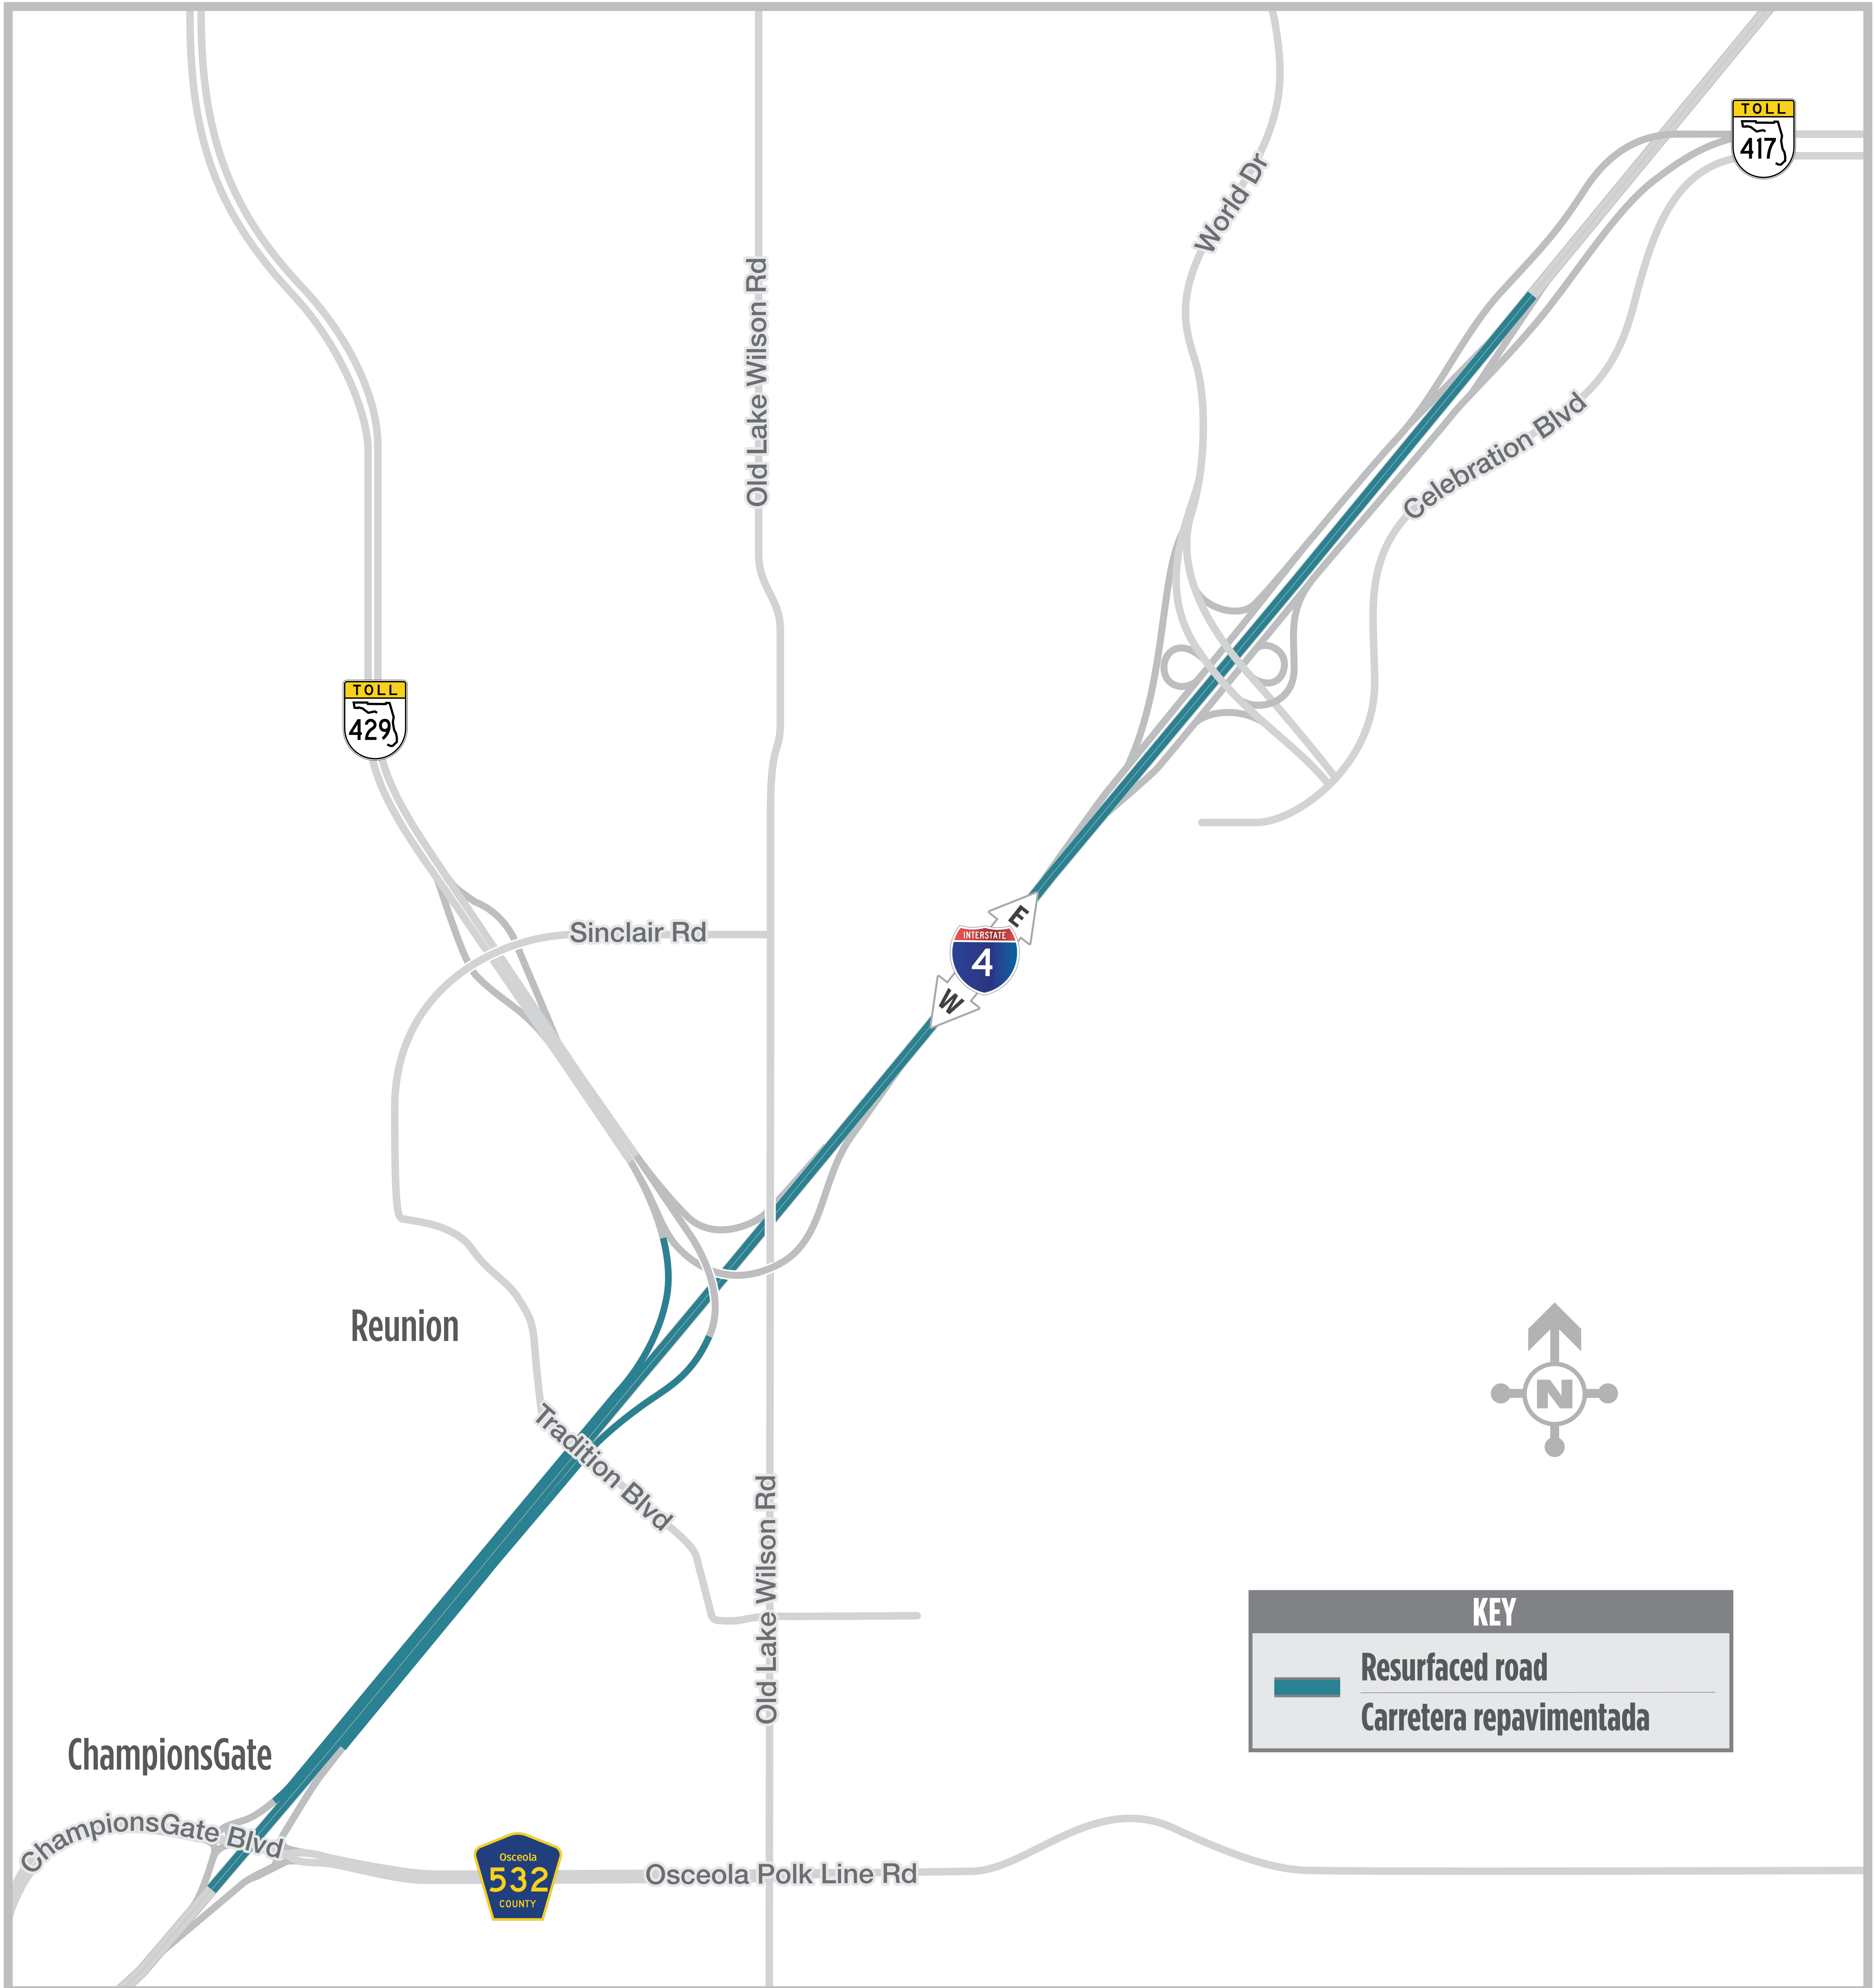 TOLL
417
World Dr
Old Lake Wilson Rd
Celebration Blvd
TOLL
429
Sinclair Rd
E
INTERSTATE
4
W
Reunion
N
Tradition Blvd
Old Lake Wilson Rd
KEY
Resurfaced road
Carretera repavimentada
ChampionsGate
ChampionsGate Blvd
Osceola
532
COUNTY
Osceola Polk Line Rd